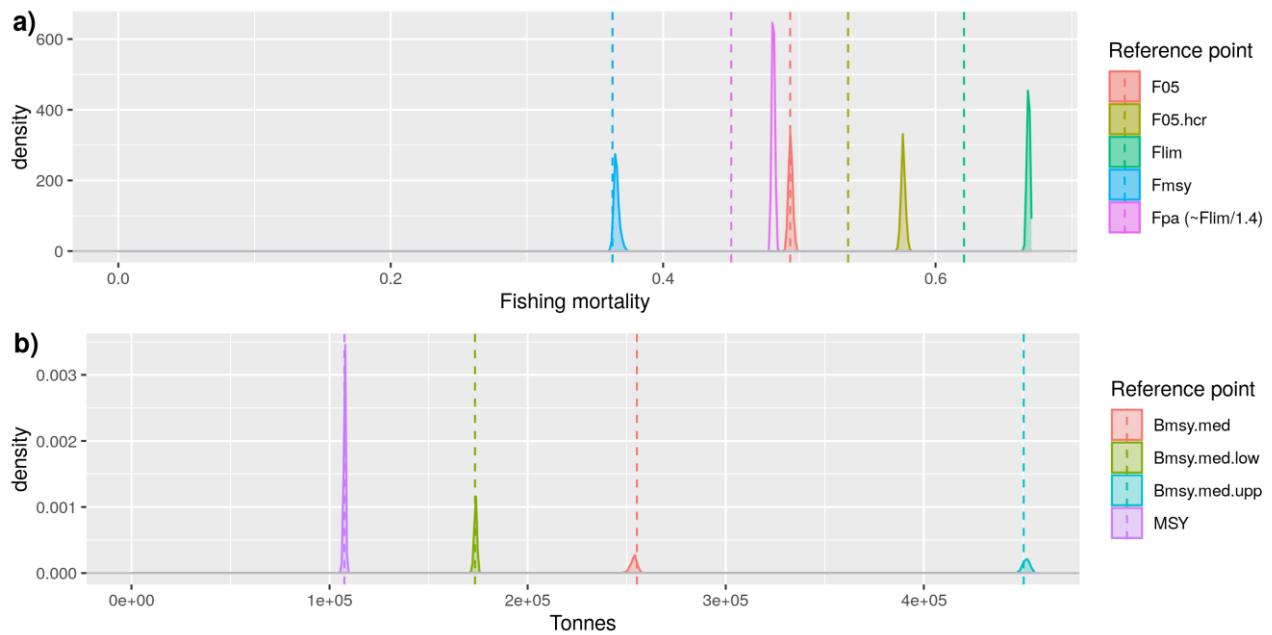 a)
density
600
400
200
0
0.0 0.2 0.4 0.6
Fishing mortality
Reference point
F05
F05.hcr
Flim
Fmsy
Fpa (~Flim/1.4)
b)
density
0.003
0.002
0.001
0.000
0e+00 1e+05 2e+05 3e+05 4e+05
Tonnes
Reference point
Bmsy.med
Bmsy.med.low
Bmsy.med.upp
MSY